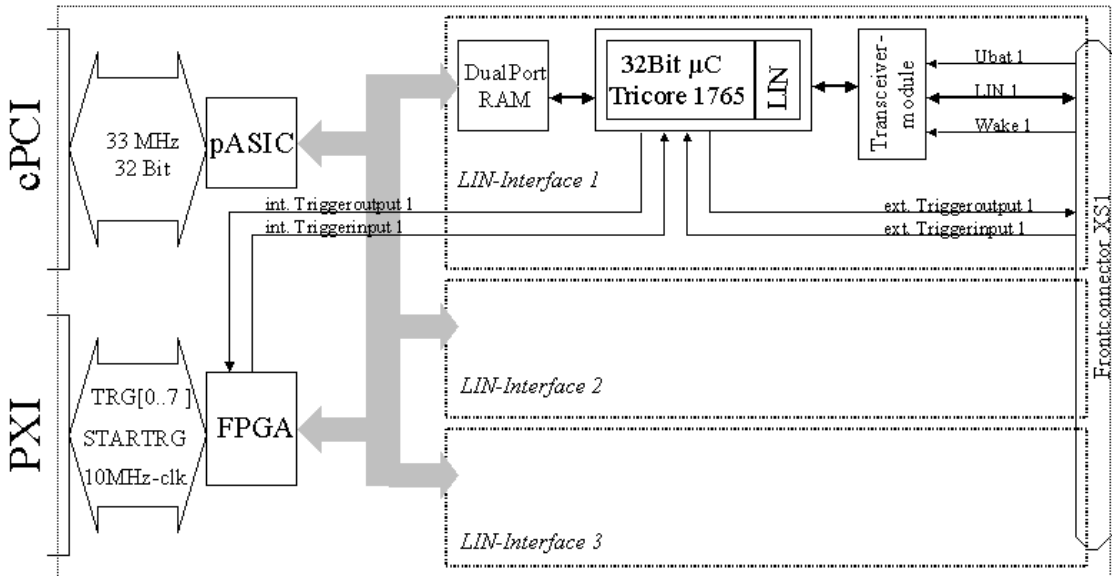 cPCI
33 MHz
32 Bit
pASIC
DualPort
RAM
32Bit µC
Tricore 1765
LIN
Transceiver-
module
Ubat 1
LIN 1
Wake 1
LIN-Interface 1
int. Triggeroutput 1
int. Triggerinput 1
ext. Triggeroutput 1
ext. Triggerinput 1
Frontconnector XS1
PXI
TRG[0..7 ]
STARTRG
10MHz-clk
FPGA
LIN-Interface 2
LIN-Interface 3